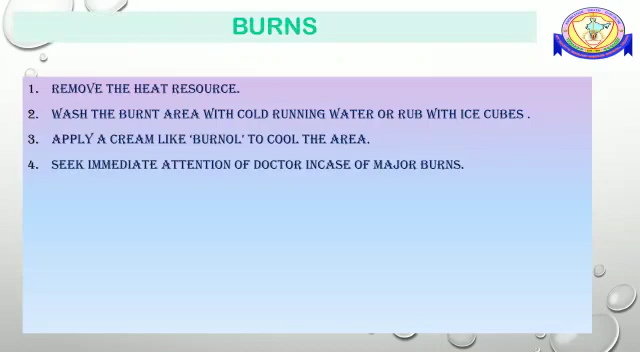 BURNS
1. REMOVE THE HEAT RESOURCE.
2. WASH THE BURNT AREA WITH COLD RUNNING WATER OR RUB WITH ICE CUBES .
3. APPLY A CREAM LIKE ‘BURNOL’ TO COOL THE AREA.
4. SEEK IMMEDIATE ATTENTION OF DOCTOR INCASE OF MAJOR BURNS.